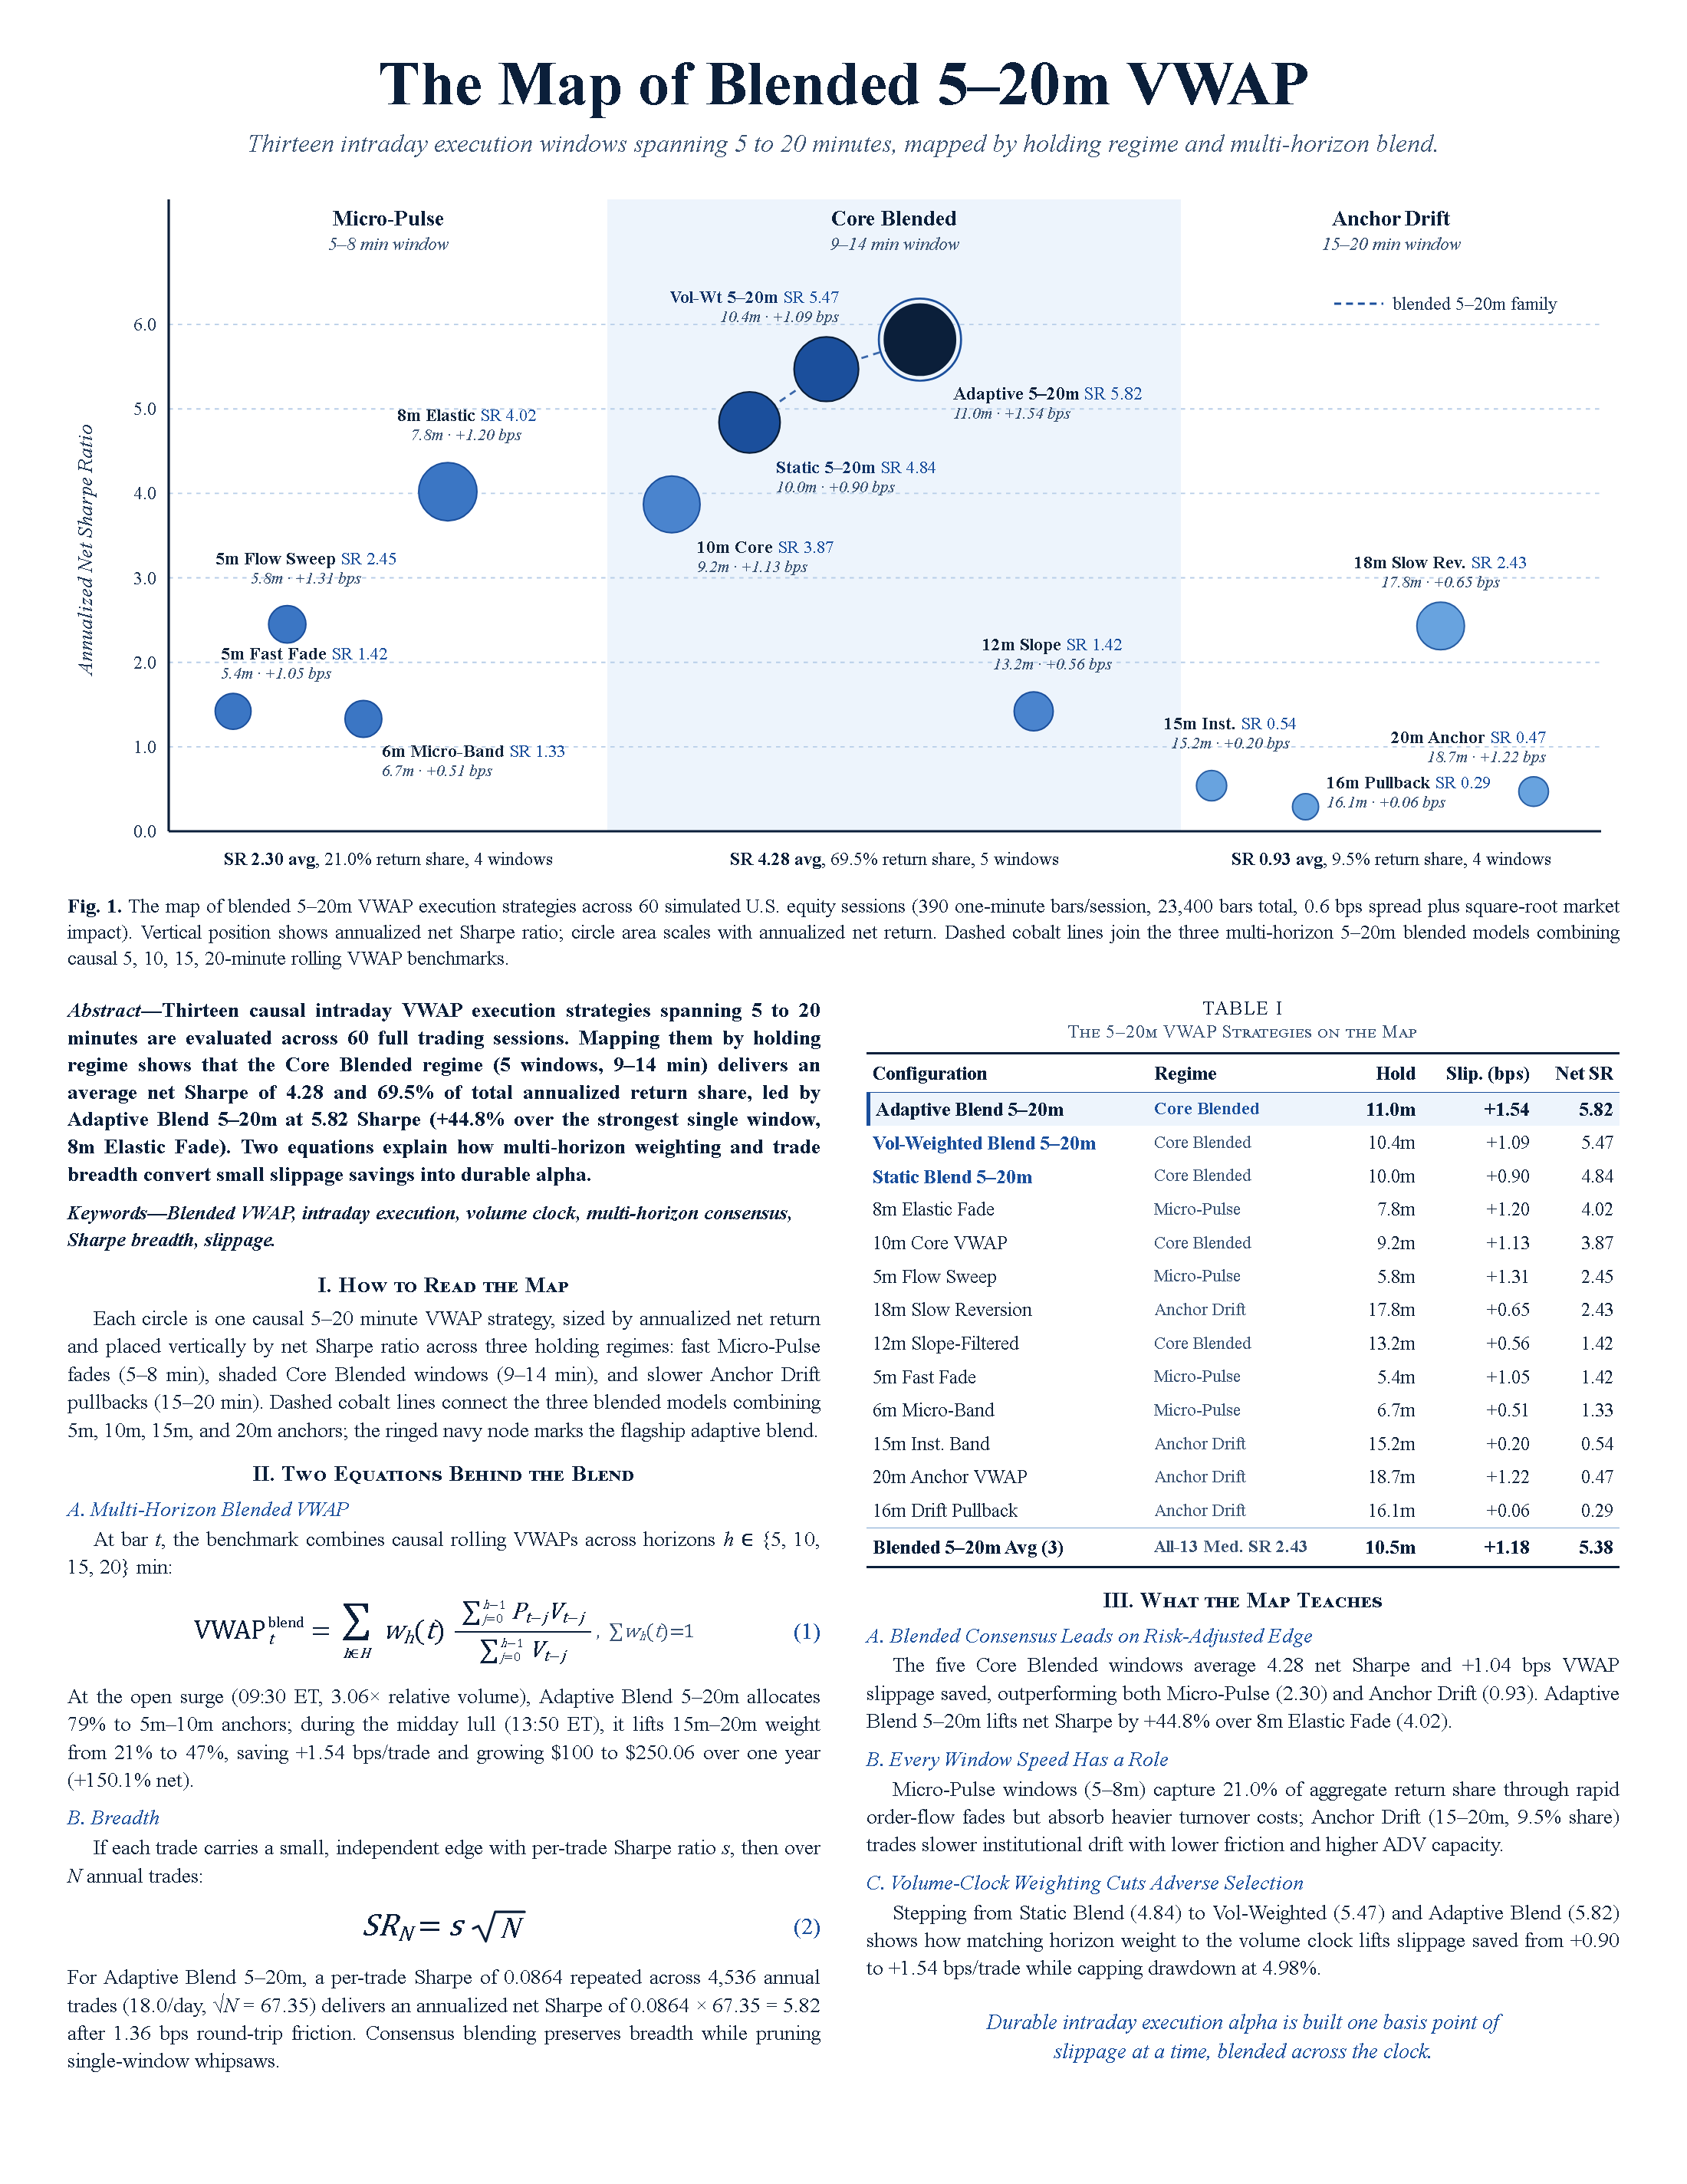 The Map of Blended 5–20m VWAP
Thirteen intraday execution windows spanning 5 to 20 minutes, mapped by holding regime and multi-horizon blend.
Micro-Pulse
5–8 min window
Core Blended
9–14 min window
Anchor Drift
15–20 min window
blended 5–20m family
Annualized Net Sharpe Ratio
6.0
5.0
4.0
3.0
2.0
1.0
0.0
Vol-Wt 5–20m SR 5.47
10.4m · +1.09 bps
Adaptive 5–20m SR 5.82
11.0m · +1.54 bps
8m Elastic SR 4.02
7.8m · +1.20 bps
Static 5–20m SR 4.84
10.0m · +0.90 bps
10m Core SR 3.87
9.2m · +1.13 bps
5m Flow Sweep SR 2.45
5.8m · +1.31 bps
18m Slow Rev. SR 2.43
17.8m · +0.65 bps
5m Fast Fade SR 1.42
5.4m · +1.05 bps
12m Slope SR 1.42
13.2m · +0.56 bps
6m Micro-Band SR 1.33
6.7m · +0.51 bps
15m Inst. SR 0.54
15.2m · +0.20 bps
20m Anchor SR 0.47
18.7m · +1.22 bps
16m Pullback SR 0.29
16.1m · +0.06 bps
SR 2.30 avg, 21.0% return share, 4 windows
SR 4.28 avg, 69.5% return share, 5 windows
SR 0.93 avg, 9.5% return share, 4 windows
Fig. 1. The map of blended 5–20m VWAP execution strategies across 60 simulated U.S. equity sessions (390 one-minute bars/session, 23,400 bars total, 0.6 bps spread plus square-root market
impact). Vertical position shows annualized net Sharpe ratio; circle area scales with annualized net return. Dashed cobalt lines join the three multi-horizon 5–20m blended models combining
causal 5, 10, 15, 20-minute rolling VWAP benchmarks.
Abstract—Thirteen causal intraday VWAP execution strategies spanning 5 to 20
minutes are evaluated across 60 full trading sessions. Mapping them by holding
regime shows that the Core Blended regime (5 windows, 9–14 min) delivers an
average net Sharpe of 4.28 and 69.5% of total annualized return share, led by
Adaptive Blend 5–20m at 5.82 Sharpe (+44.8% over the strongest single window,
8m Elastic Fade). Two equations explain how multi-horizon weighting and trade
breadth convert small slippage savings into durable alpha.
Keywords—Blended VWAP, intraday execution, volume clock, multi-horizon consensus,
Sharpe breadth, slippage.
I. How to Read the Map
Each circle is one causal 5–20 minute VWAP strategy, sized by annualized net return
and placed vertically by net Sharpe ratio across three holding regimes: fast Micro-Pulse
fades (5–8 min), shaded Core Blended windows (9–14 min), and slower Anchor Drift
pullbacks (15–20 min). Dashed cobalt lines connect the three blended models combining
5m, 10m, 15m, and 20m anchors; the ringed navy node marks the flagship adaptive blend.
II. Two Equations Behind the Blend
A. Multi-Horizon Blended VWAP
At bar t, the benchmark combines causal rolling VWAPs across horizons h ∈ {5, 10,
15, 20} min:
VWAP_t^blend = ∑_{h∈H} w_h(t) (∑_{j=0}^{h−1} P_{t−j}V_{t−j}) / (∑_{j=0}^{h−1} V_{t−j}), ∑w_h(t)=1 (1)
At the open surge (09:30 ET, 3.06× relative volume), Adaptive Blend 5–20m allocates
79% to 5m–10m anchors; during the midday lull (13:50 ET), it lifts 15m–20m weight
from 21% to 47%, saving +1.54 bps/trade and growing $100 to $250.06 over one year
(+150.1% net).
B. Breadth
If each trade carries a small, independent edge with per-trade Sharpe ratio s, then over
N annual trades:
SR_N = s √N (2)
For Adaptive Blend 5–20m, a per-trade Sharpe of 0.0864 repeated across 4,536 annual
trades (18.0/day, √N = 67.35) delivers an annualized net Sharpe of 0.0864 × 67.35 = 5.82
after 1.36 bps round-trip friction. Consensus blending preserves breadth while pruning
single-window whipsaws.
TABLE I
The 5–20m VWAP Strategies on the Map
Configuration Regime Hold Slip. (bps) Net SR
Adaptive Blend 5–20m Core Blended 11.0m +1.54 5.82
Vol-Weighted Blend 5–20m Core Blended 10.4m +1.09 5.47
Static Blend 5–20m Core Blended 10.0m +0.90 4.84
8m Elastic Fade Micro-Pulse 7.8m +1.20 4.02
10m Core VWAP Core Blended 9.2m +1.13 3.87
5m Flow Sweep Micro-Pulse 5.8m +1.31 2.45
18m Slow Reversion Anchor Drift 17.8m +0.65 2.43
12m Slope-Filtered Core Blended 13.2m +0.56 1.42
5m Fast Fade Micro-Pulse 5.4m +1.05 1.42
6m Micro-Band Micro-Pulse 6.7m +0.51 1.33
15m Inst. Band Anchor Drift 15.2m +0.20 0.54
20m Anchor VWAP Anchor Drift 18.7m +1.22 0.47
16m Drift Pullback Anchor Drift 16.1m +0.06 0.29
Blended 5–20m Avg (3) All-13 Med. SR 2.43 10.5m +1.18 5.38
III. What the Map Teaches
A. Blended Consensus Leads on Risk-Adjusted Edge
The five Core Blended windows average 4.28 net Sharpe and +1.04 bps VWAP
slippage saved, outperforming both Micro-Pulse (2.30) and Anchor Drift (0.93). Adaptive
Blend 5–20m lifts net Sharpe by +44.8% over 8m Elastic Fade (4.02).
B. Every Window Speed Has a Role
Micro-Pulse windows (5–8m) capture 21.0% of aggregate return share through rapid
order-flow fades but absorb heavier turnover costs; Anchor Drift (15–20m, 9.5% share)
trades slower institutional drift with lower friction and higher ADV capacity.
C. Volume-Clock Weighting Cuts Adverse Selection
Stepping from Static Blend (4.84) to Vol-Weighted (5.47) and Adaptive Blend (5.82)
shows how matching horizon weight to the volume clock lifts slippage saved from +0.90
to +1.54 bps/trade while capping drawdown at 4.98%.
Durable intraday execution alpha is built one basis point of
slippage at a time, blended across the clock.